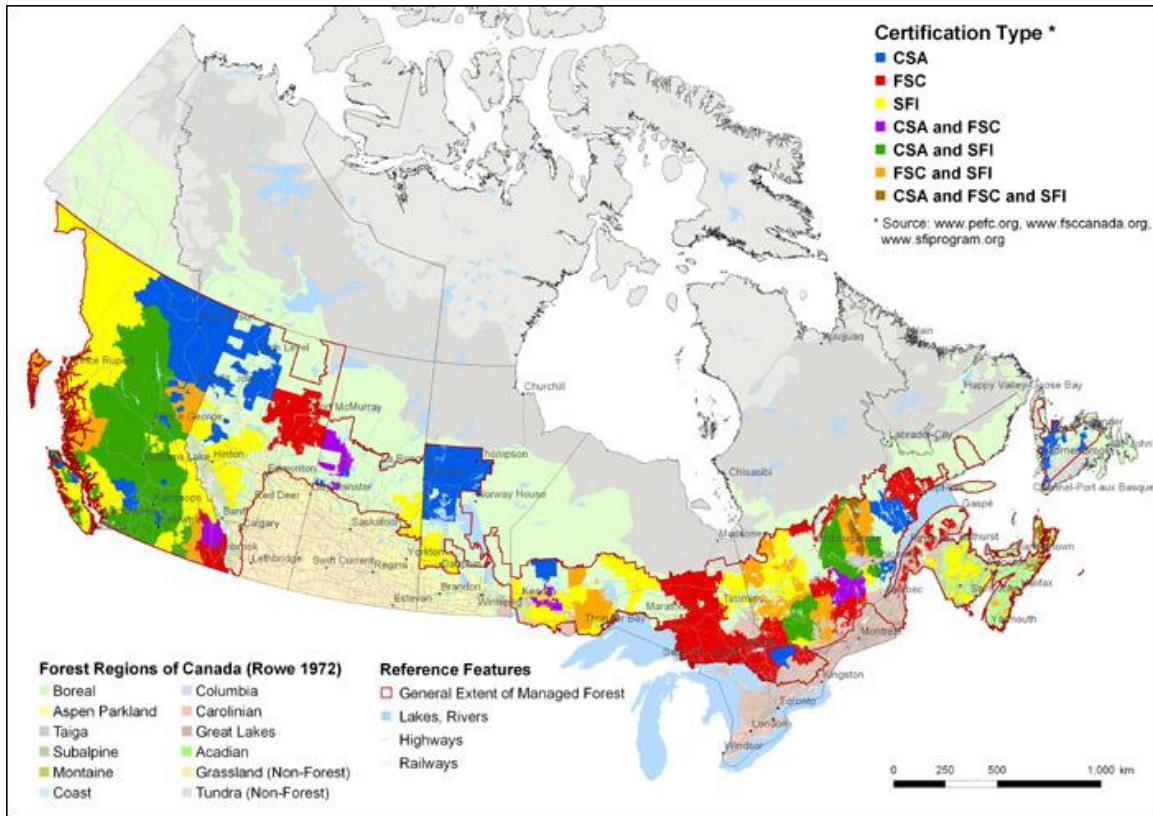 Certification Type *
CSA
FSC
SFI
CSA and FSC
CSA and SFI
FSC and SFI
CSA and FSC and SFI
* Source: www.pefc.org, www.fsccanada.org,
www.sfiprogram.org
Churchill
Happy Valley-Goose Bay
Labrador City
Prince Rupert
McMurray
George
Thompson
Chisasibi
Hinton
Norway House
Edmonton
Channel-Port aux Basques
Red Deer
Gaspé
Banff
Calgary
Saskatoon
Kamloops
Yorkton
Lethbridge
Swift Current
Regina
Dauphin
Kenora
Timmins
Halifax
Brandon
Winnipeg
Marathon
Estevan
Thunder Bay
Yarmouth
Montreal
Kingston
Toronto
London
Windsor
Forest Regions of Canada (Rowe 1972)
Boreal
Aspen Parkland
Taiga
Subalpine
Montaine
Coast
Columbia
Carolinian
Great Lakes
Acadian
Grassland (Non-Forest)
Tundra (Non-Forest)
Reference Features
General Extent of Managed Forest
Lakes, Rivers
Highways
Railways
0 250 500 1,000 km